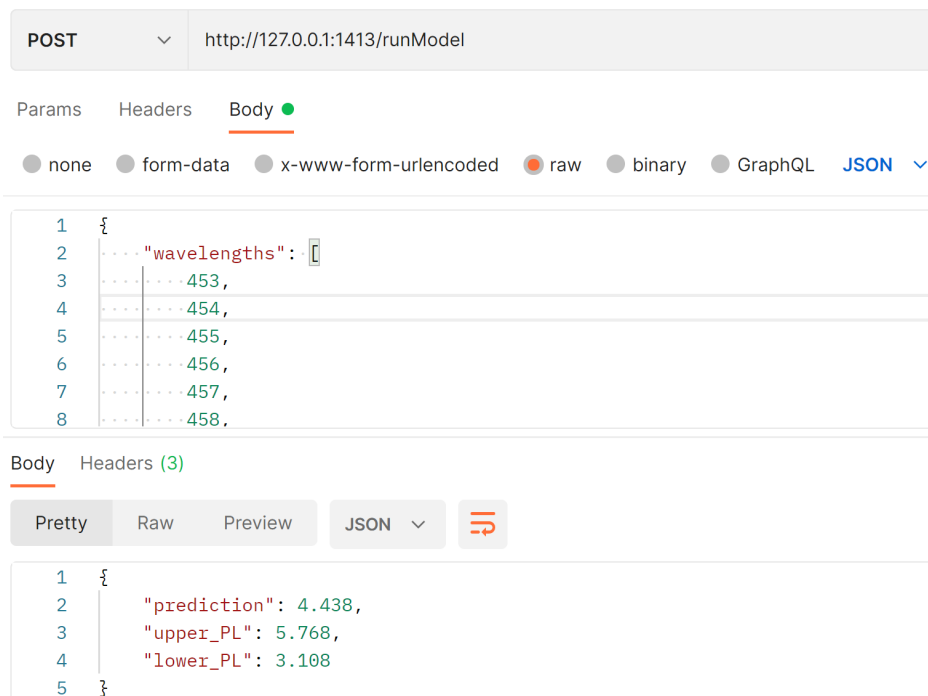 POST http://127.0.0.1:1413/runModel
Params Headers Body
none form-data x-www-form-urlencoded raw binary GraphQL JSON
1 {
2 "wavelengths": [
3 453,
4 454,
5 455,
6 456,
7 457,
8 458,
Body Headers (3)
Pretty Raw Preview JSON
1 {
2 "prediction": 4.438,
3 "upper_PL": 5.768,
4 "lower_PL": 3.108
5 }